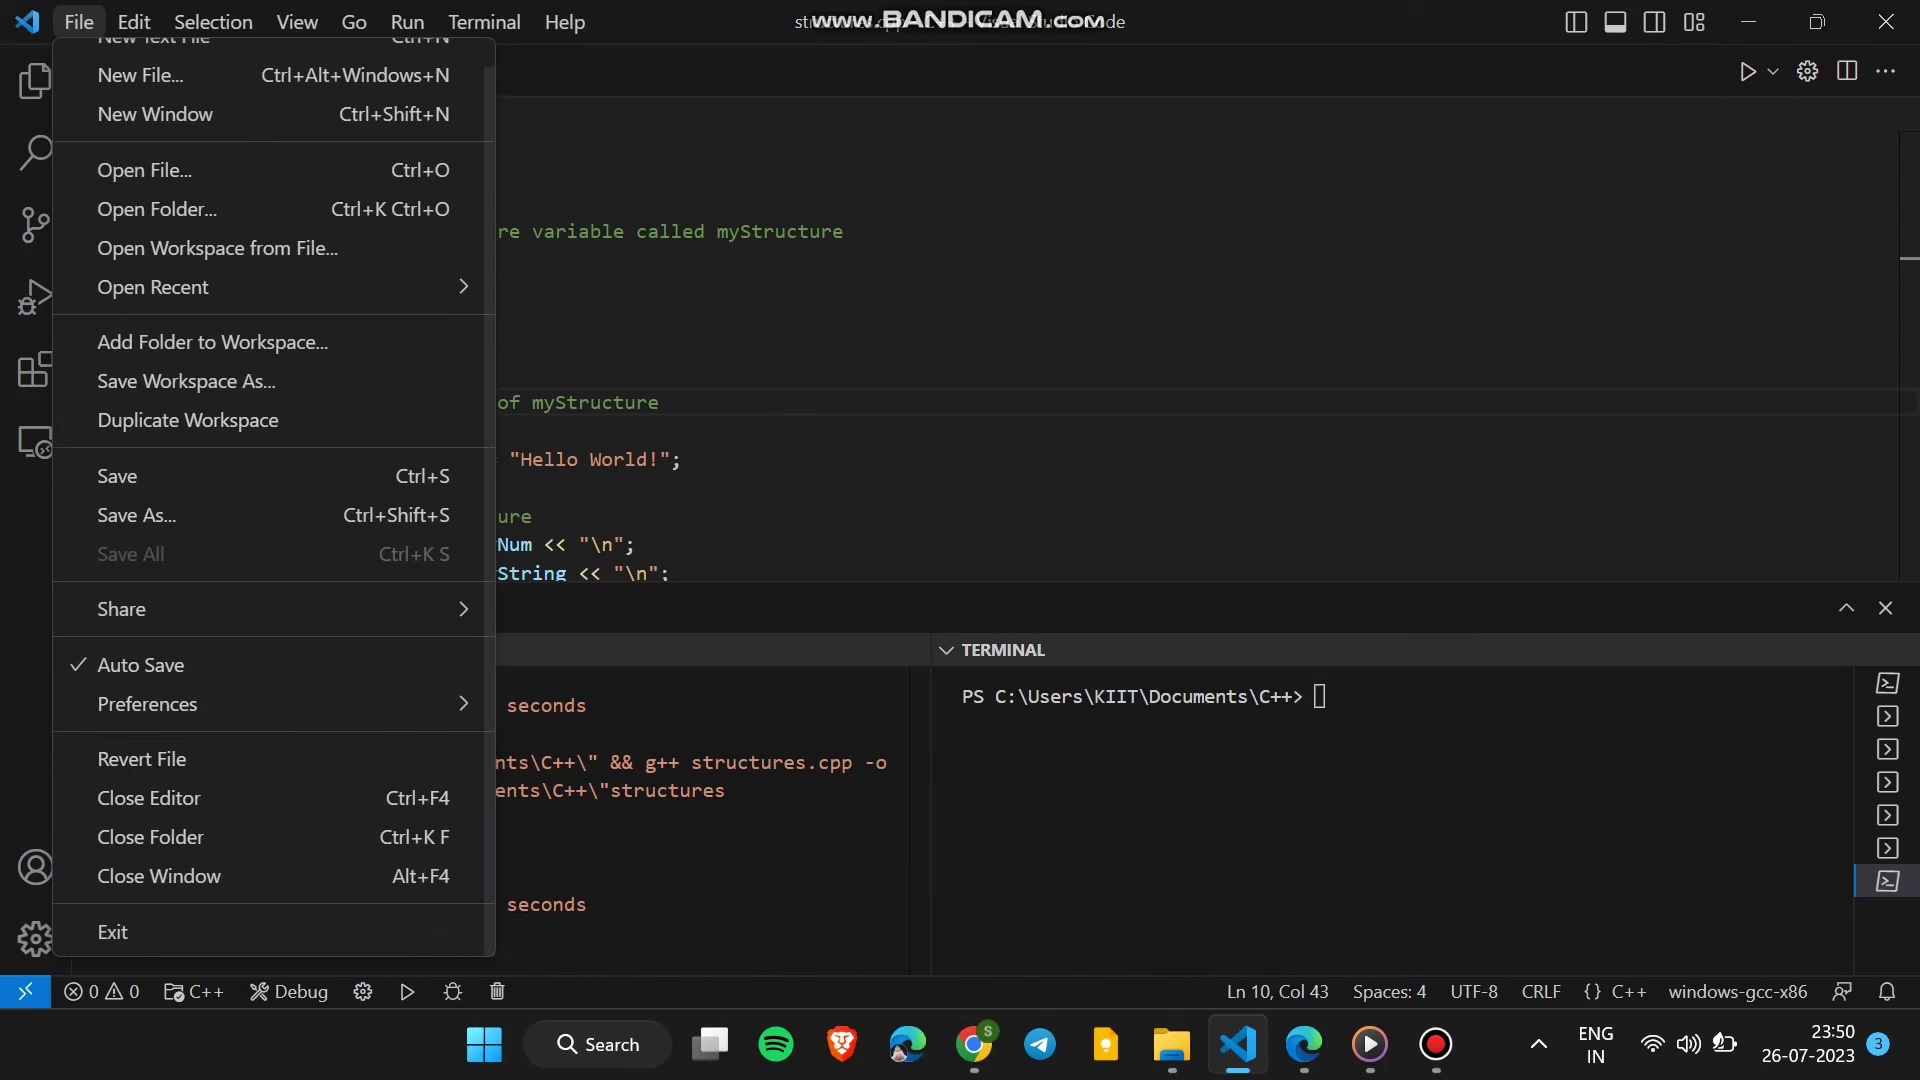 File Edit Selection View Go Run Terminal Help
www.BANDICAM.com
New Text File Ctrl+N
New File... Ctrl+Alt+Windows+N
New Window Ctrl+Shift+N
Open File... Ctrl+O
Open Folder... Ctrl+K Ctrl+O
Open Workspace from File...
Open Recent
Add Folder to Workspace...
Save Workspace As...
Duplicate Workspace
Save Ctrl+S
Save As... Ctrl+Shift+S
Save All Ctrl+K S
Share
Auto Save
Preferences
Revert File
Close Editor Ctrl+F4
Close Folder Ctrl+K F
Close Window Alt+F4
Exit
re variable called myStructure
of myStructure
"Hello World!";
ure
Num << "\n";
String << "\n";
TERMINAL
seconds
nts\C++\" && g++ structures.cpp -o
ents\C++\"structures
seconds
PS C:\Users\KIIT\Documents\C++>
0 0 C++ Debug
Ln 10, Col 43 Spaces: 4 UTF-8 CRLF {} C++ windows-gcc-x86
Search
S
ENG
IN
23:50
26-07-2023
3